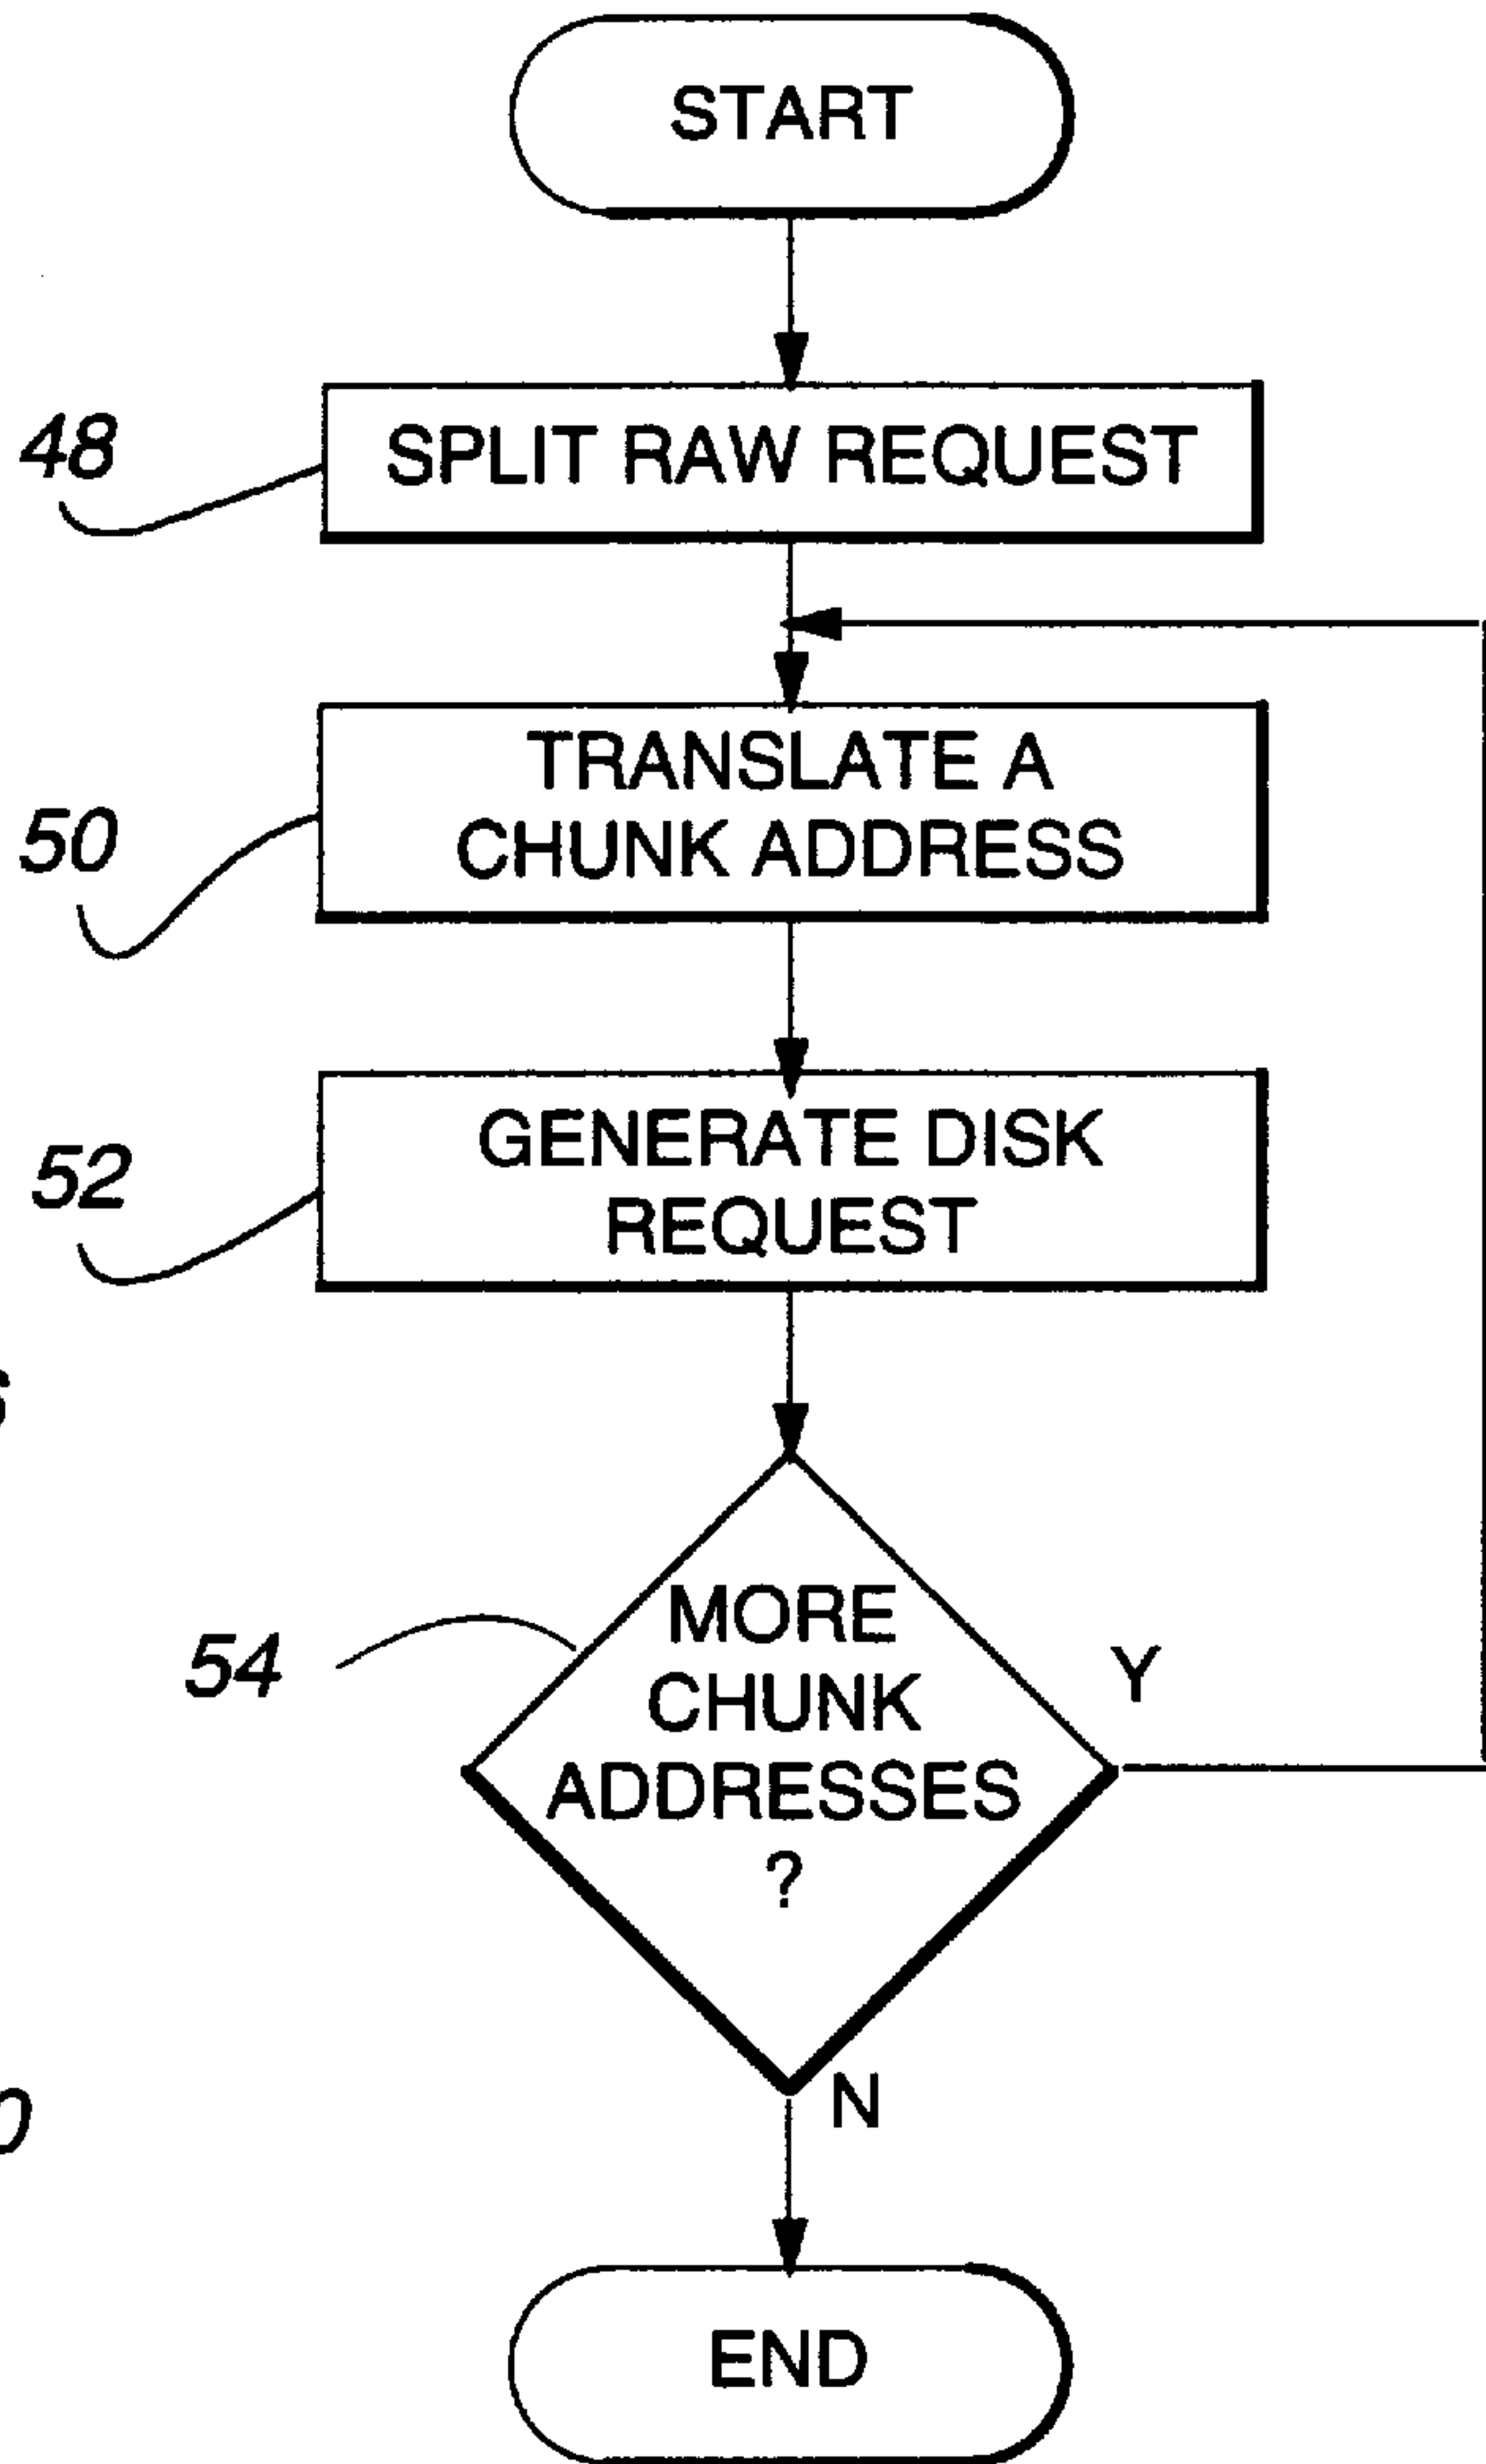 START
48
SPLIT RAW REQUEST
50
TRANSLATE A
CHUNK ADDRESS
52
GENERATE DISK
REQUEST
54
MORE
CHUNK
ADDRESSES
?
Y
N
END